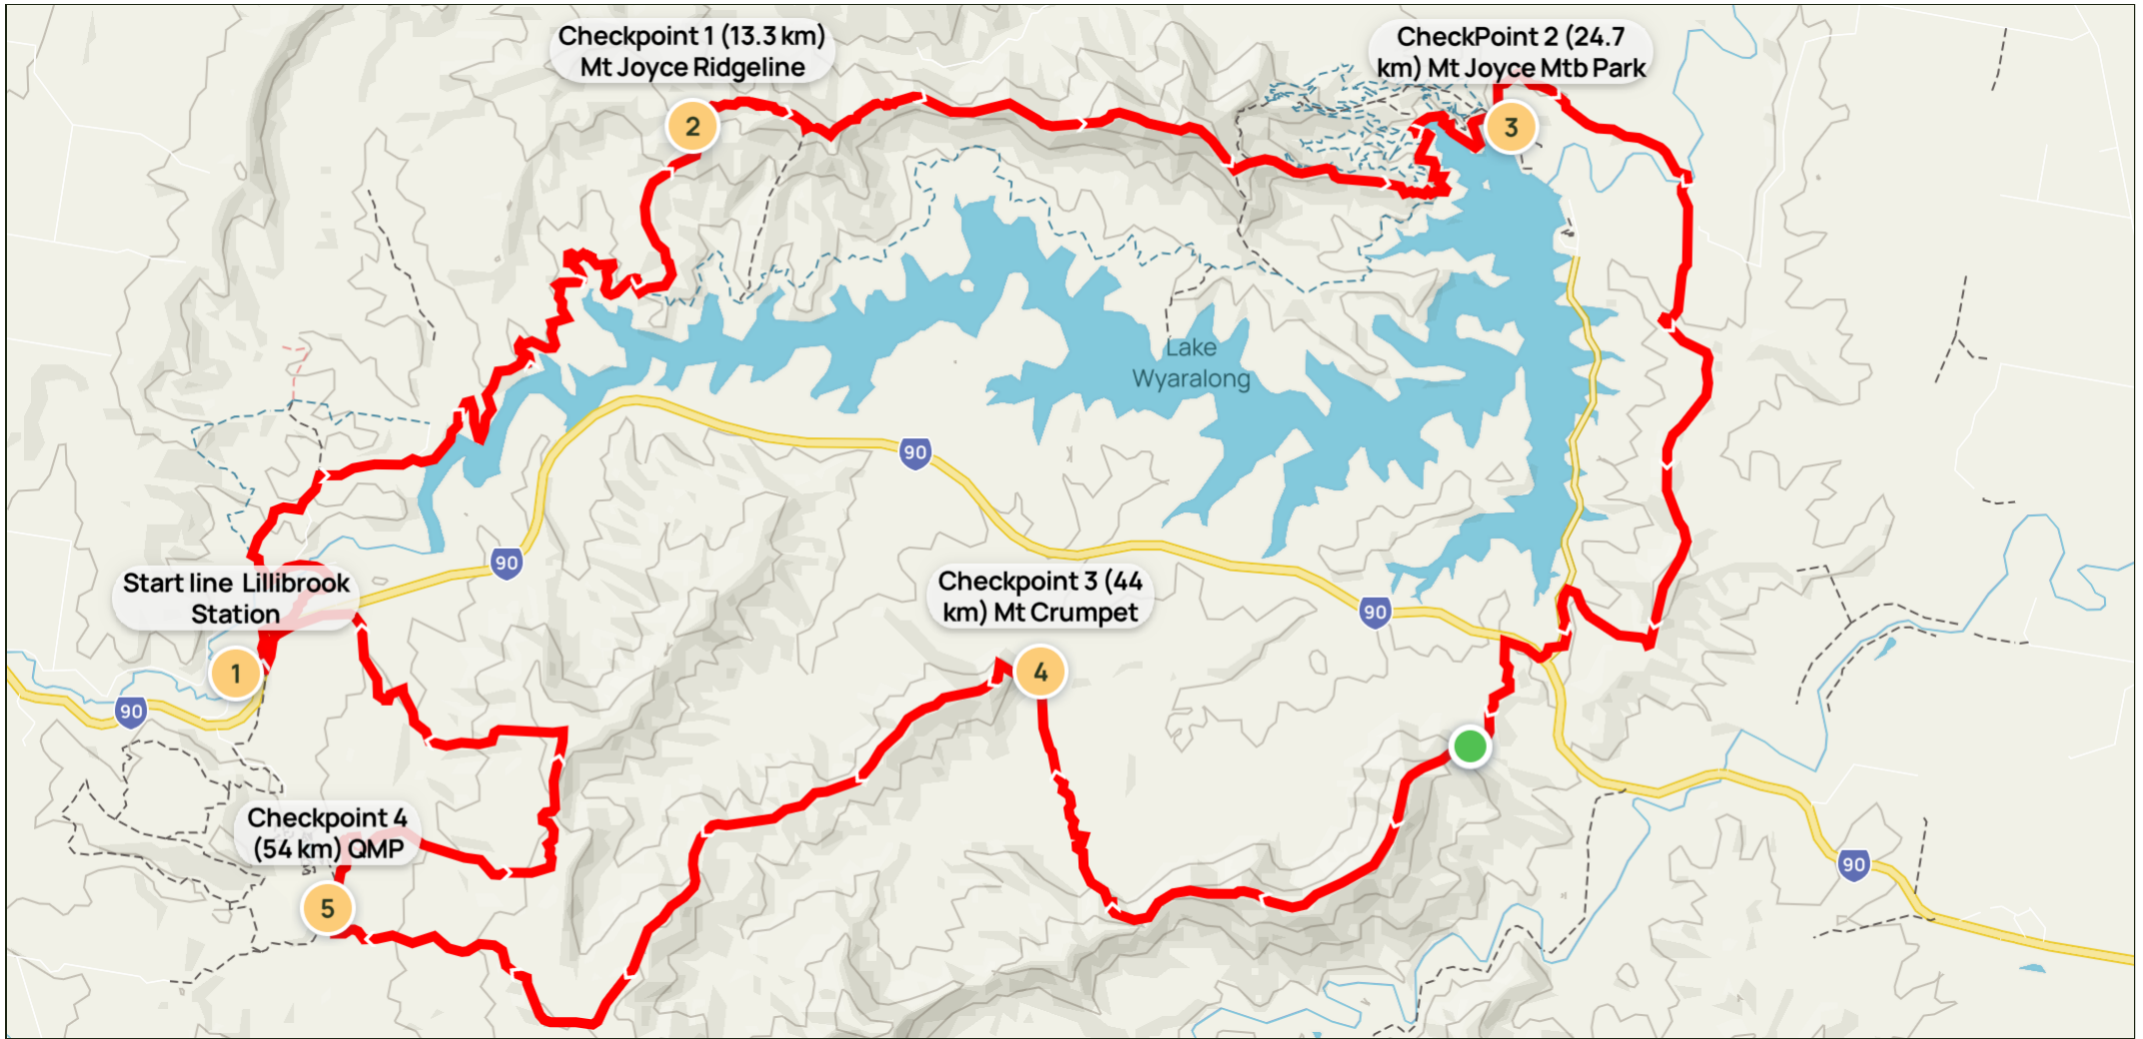 Checkpoint 1 (13.3 km)
Mt Joyce Ridgeline
CheckPoint 2 (24.7
km) Mt Joyce Mtb Park
2
3
Lake
Wyaralong
90
90
Start line Lillibrook
Station
Checkpoint 3 (44
km) Mt Crumpet
90
1
4
90
Checkpoint 4
(54 km) QMP
90
5